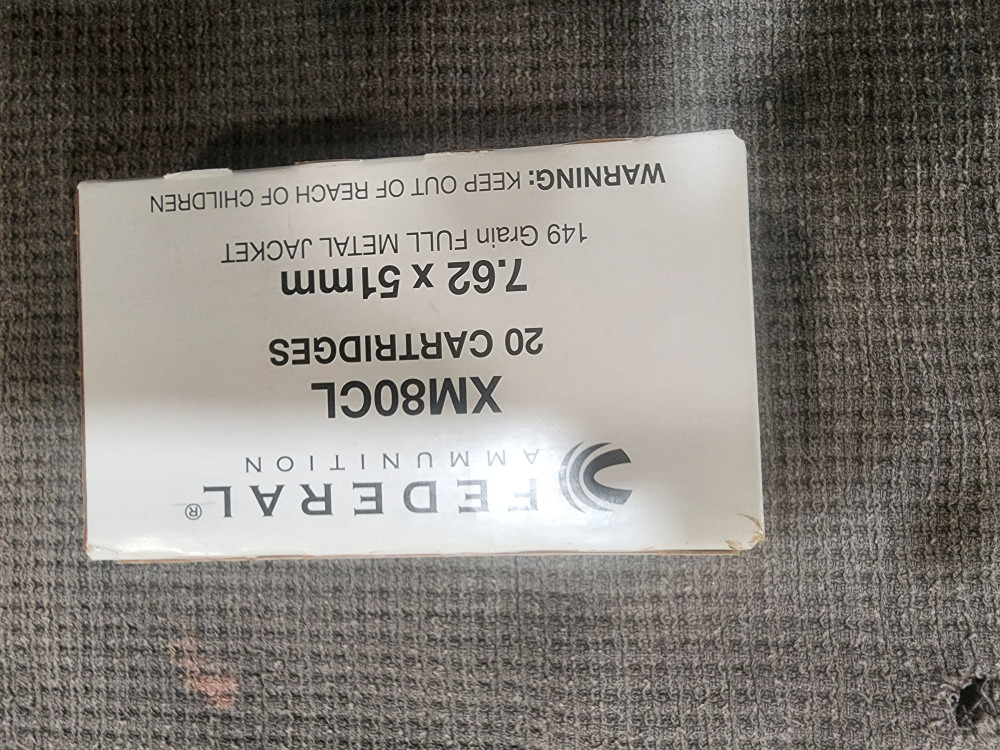 FEDERAL®
AMMUNITION
XM80CL
20 CARTRIDGES
7.62 x 51mm
149 Grain FULL METAL JACKET
WARNING: KEEP OUT OF REACH OF CHILDREN